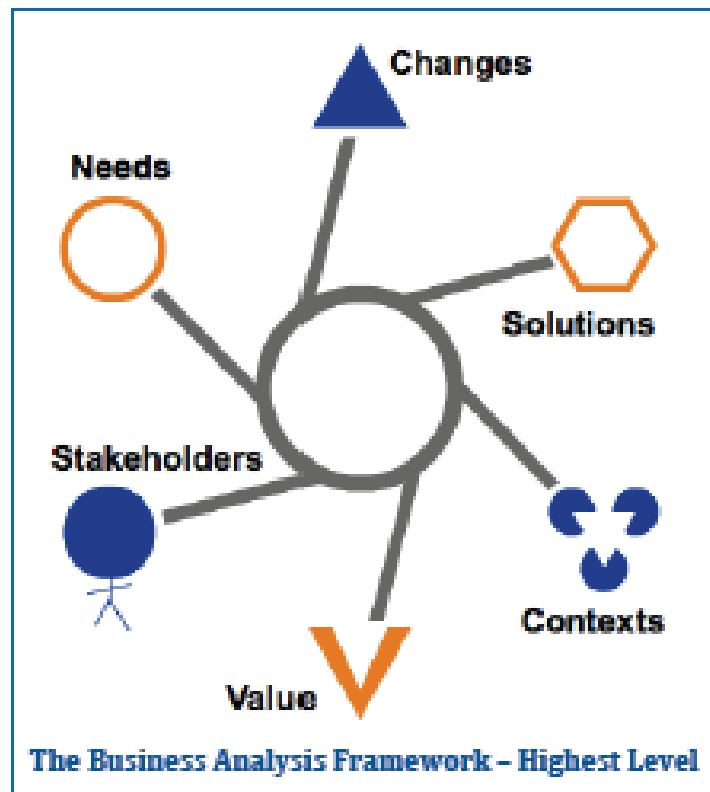 Changes
Needs
Solutions
Stakeholders
Contexts
Value
The Business Analysis Framework – Highest Level